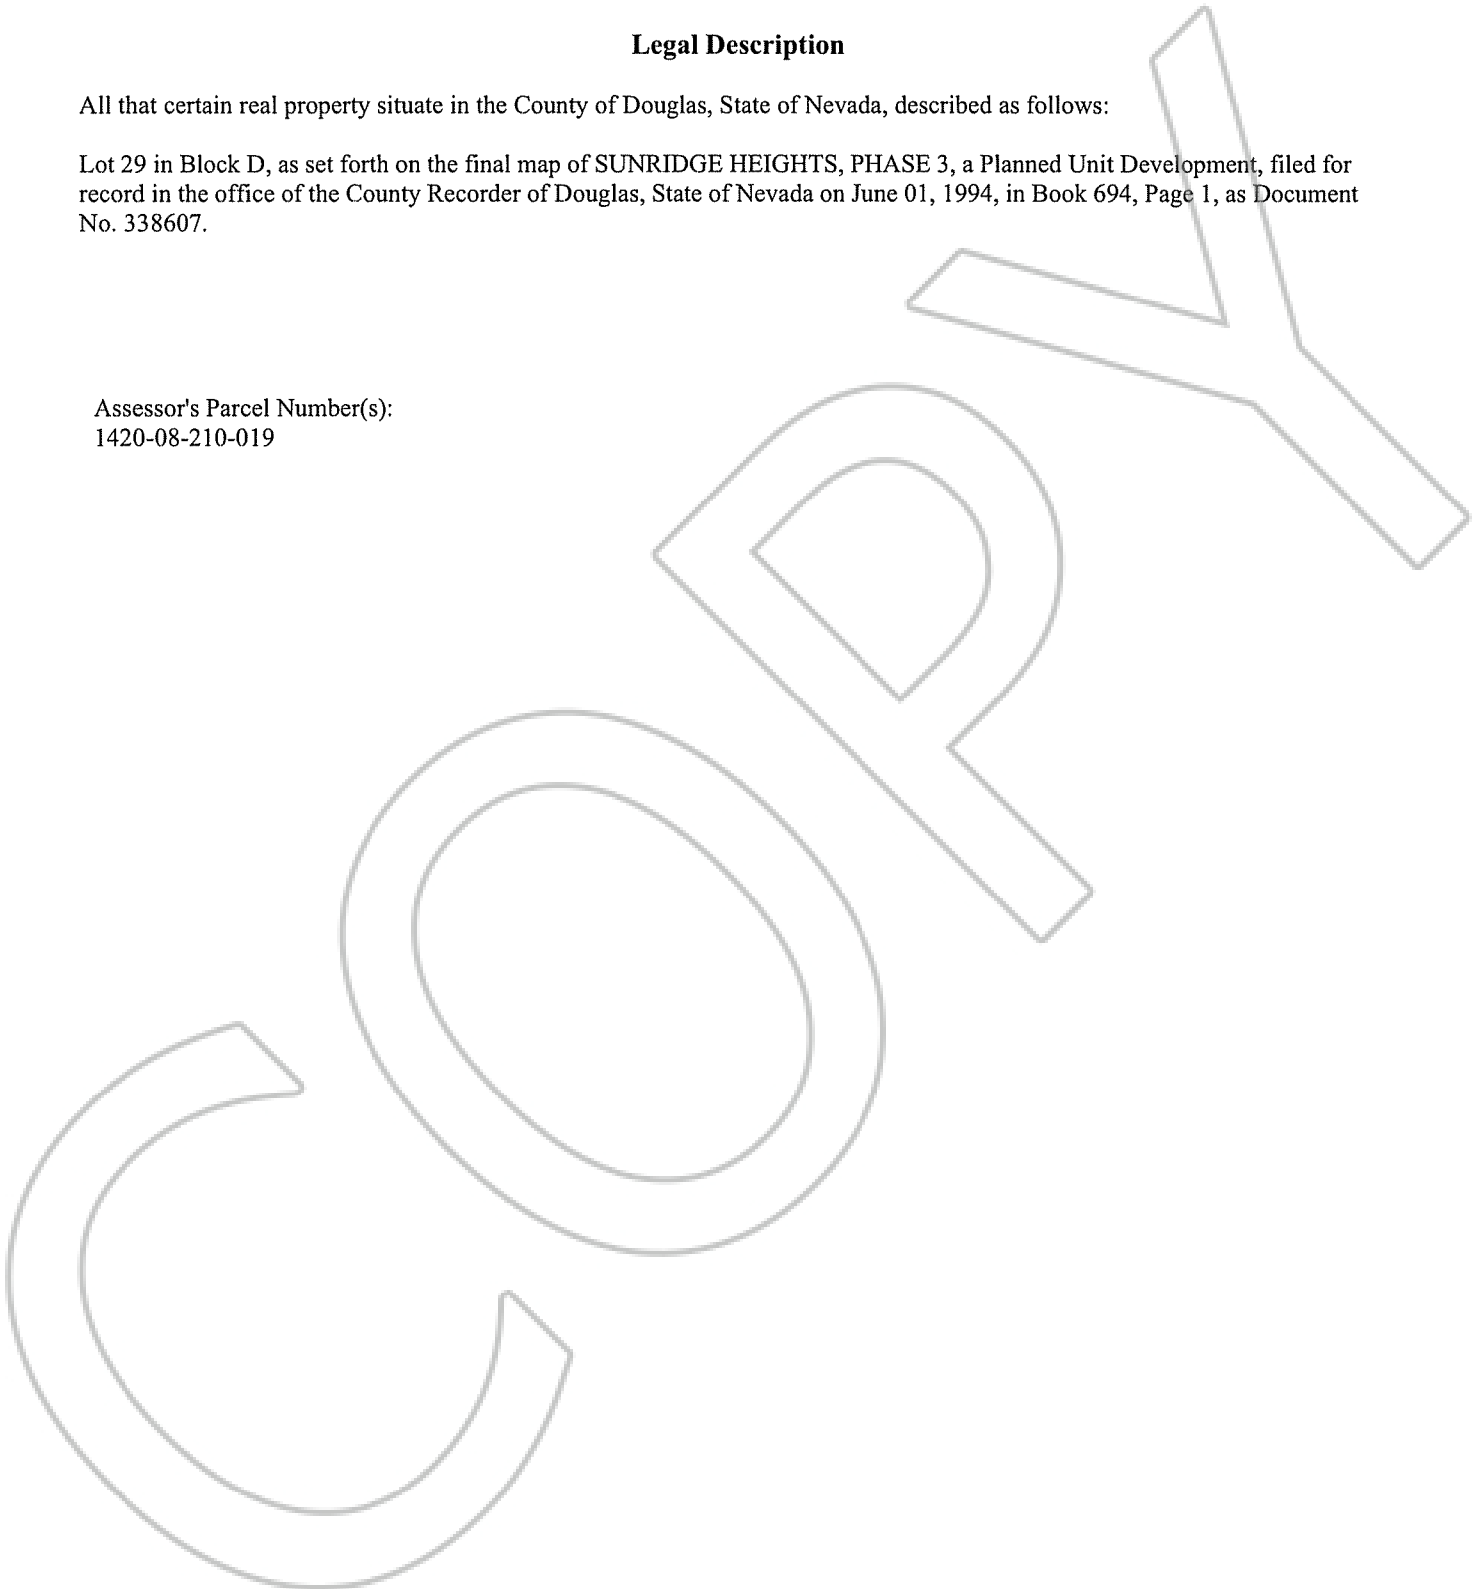 Legal Description
All that certain real property situate in the County of Douglas, State of Nevada, described as follows:
Lot 29 in Block D, as set forth on the final map of SUNRIDGE HEIGHTS, PHASE 3, a Planned Unit Development, filed for
record in the office of the County Recorder of Douglas, State of Nevada on June 01, 1994, in Book 694, Page 1, as Document
No. 338607.
Assessor's Parcel Number(s):
1420-08-210-019
COPY